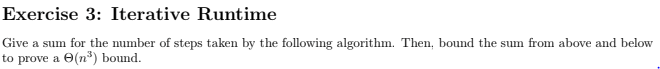 Exercise 3: Iterative Runtime
Give a sum for the number of steps taken by the following algorithm. Then, bound the sum from above and below
to prove a Θ(n³) bound.